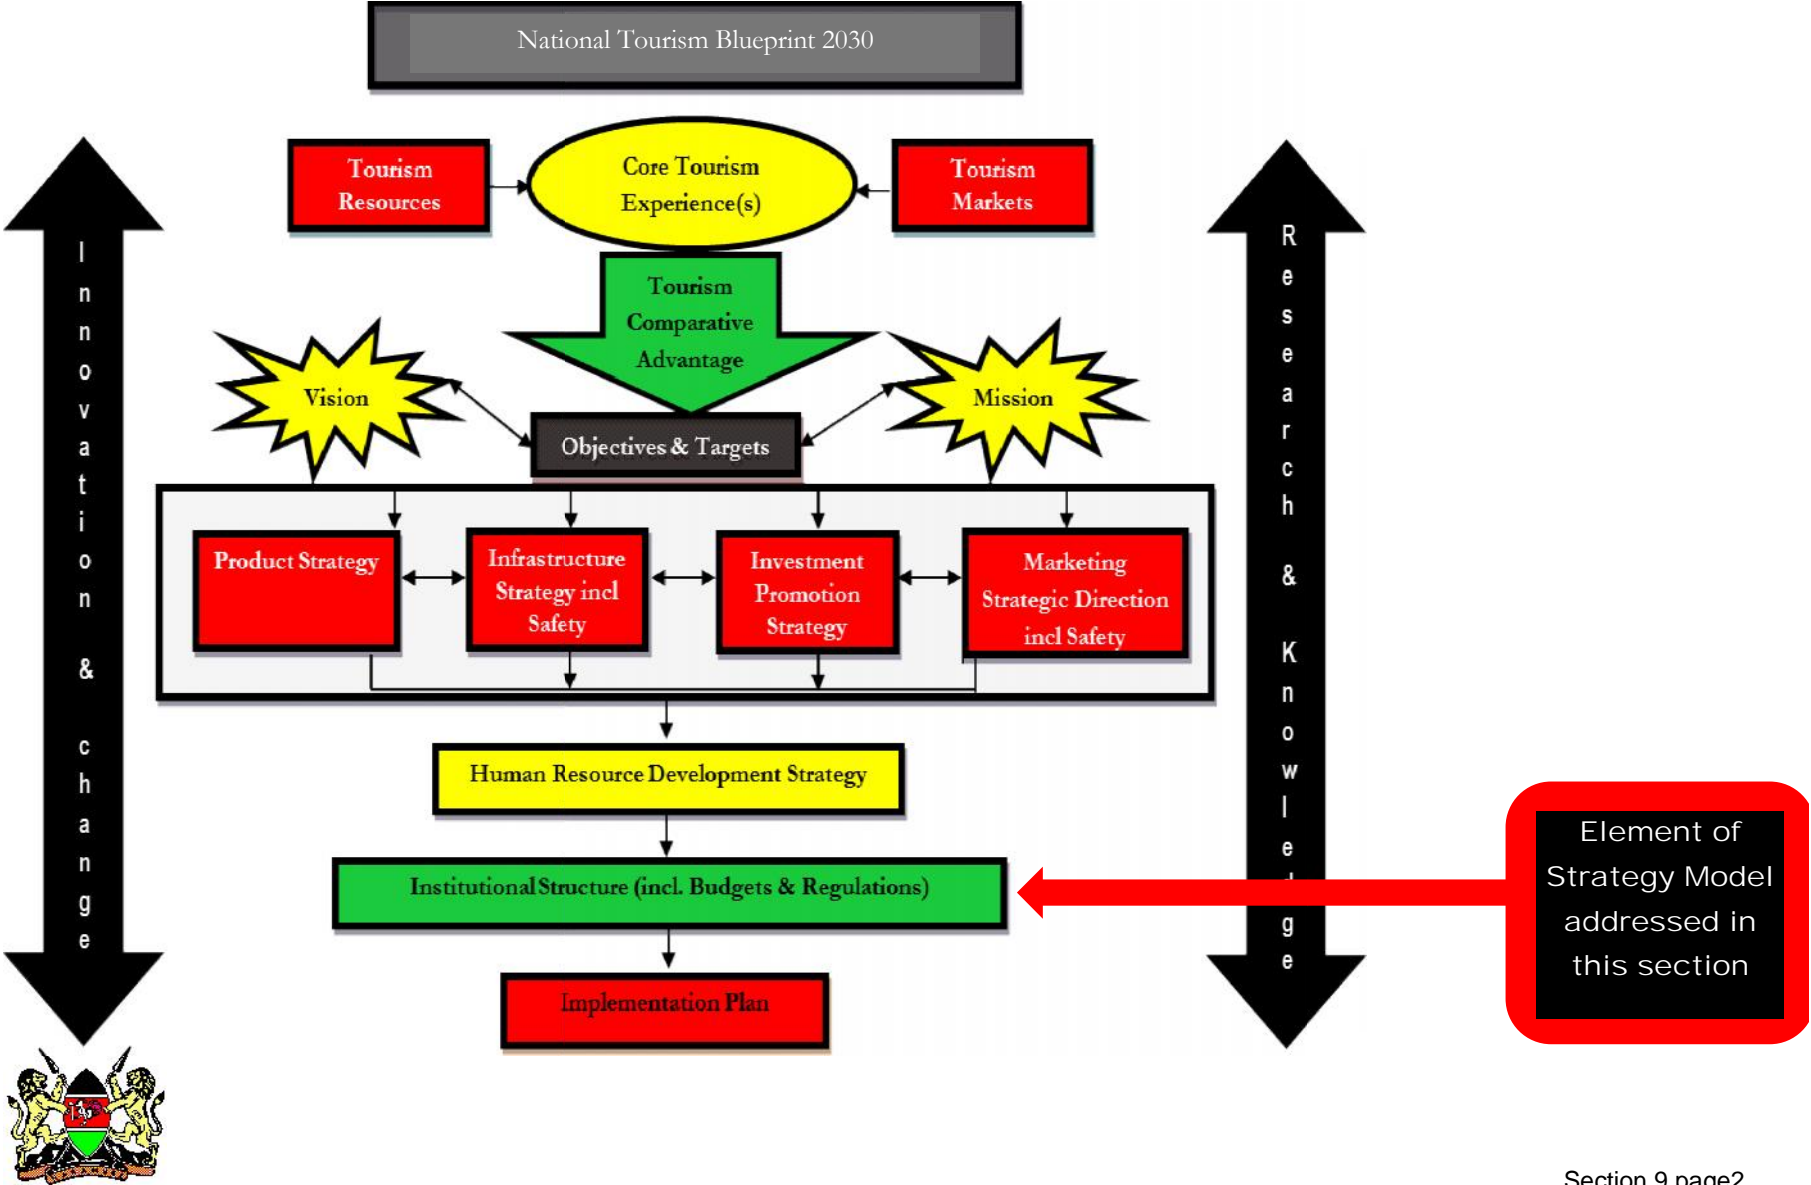 National Tourism Blueprint 2030
Tourism
Resources
Core Tourism
Experience(s)
Tourism
Markets
Tourism
Comparative
Advantage
Vision
Mission
Objectives & Targets
Product Strategy
Infrastructure
Strategy incl
Safety
Investment
Promotion
Strategy
Marketing
Strategic Direction
incl Safety
Human Resource Development Strategy
Institutional Structure (incl. Budgets & Regulations)
Implementation Plan
Innovation & change
Research & Knowledge
Element of
Strategy Model
addressed in
this section
Section 9 page2